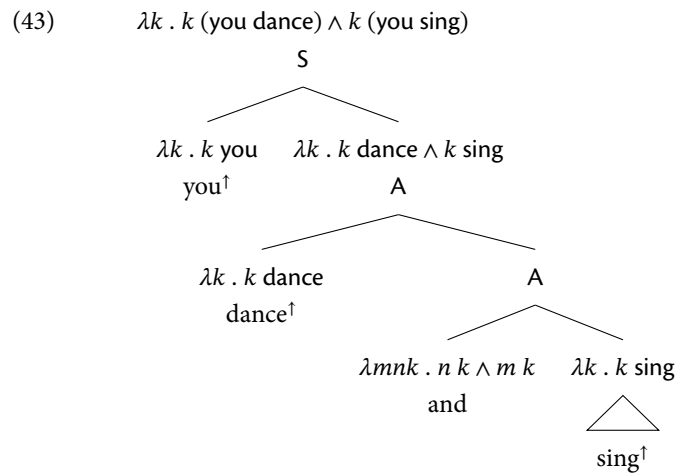 (43) λk . k (you dance) ∧ k (you sing)
S
λk . k you λk . k dance ∧ k sing
you↑ A
λk . k dance A
dance↑
λmnk . n k ∧ m k λk . k sing
and
sing↑